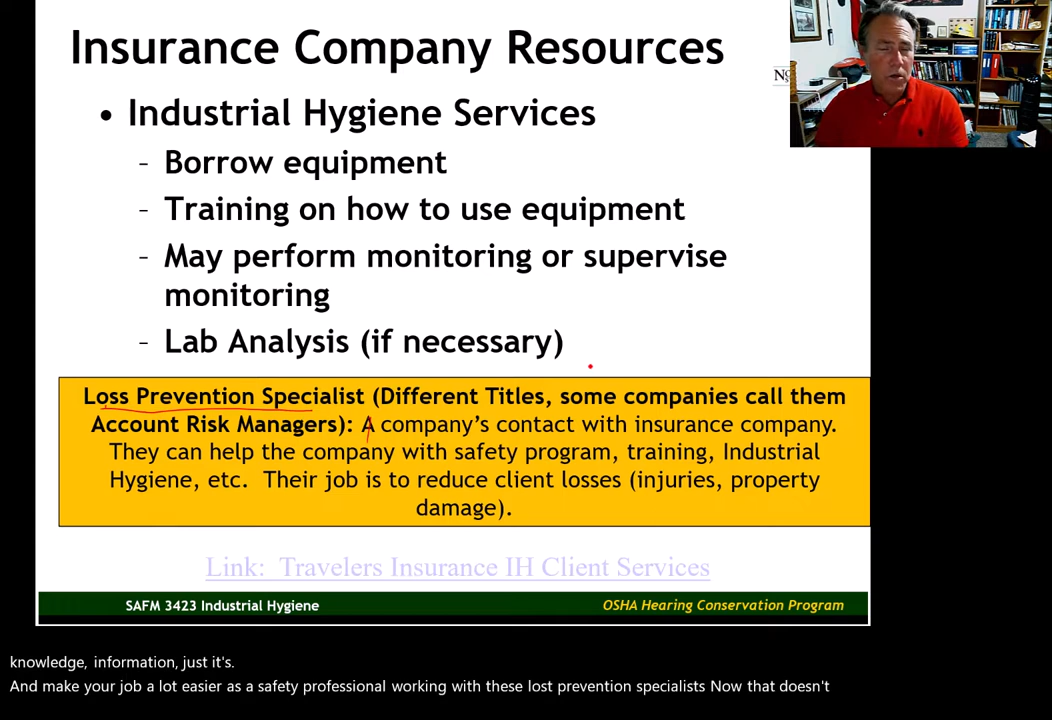 Insurance Company Resources
• Industrial Hygiene Services
- Borrow equipment
- Training on how to use equipment
- May perform monitoring or supervise
monitoring
- Lab Analysis (if necessary)
Loss Prevention Specialist (Different Titles, some companies call them
Account Risk Managers): A company's contact with insurance company.
They can help the company with safety program, training, Industrial
Hygiene, etc. Their job is to reduce client losses (injuries, property
damage).
Link: Travelers Insurance IH Client Services
SAFM 3423 Industrial Hygiene
OSHA Hearing Conservation Program
knowledge, information, just it's.
And make your job a lot easier as a safety professional working with these lost prevention specialists Now that doesn't